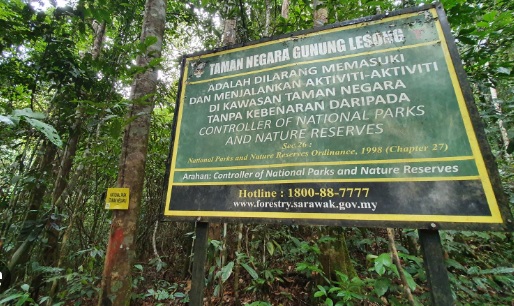 TAMAN NEGARA GUNUNG LESONG
ADALAH DILARANG MEMASUKI
DAN MENJALANKAN AKTIVITI-AKTIVITI
DI KAWASAN TAMAN NEGARA
TANPA KEBENARAN DARIPADA
CONTROLLER OF NATIONAL PARKS
AND NATURE RESERVES
Sec 26 :
National Parks and Nature Reserves Ordinance, 1998 (Chapter 27)
Arahan: Controller of National Parks and Nature Reserves
Hotline : 1800-88-7777
www.forestry.sarawak.gov.my